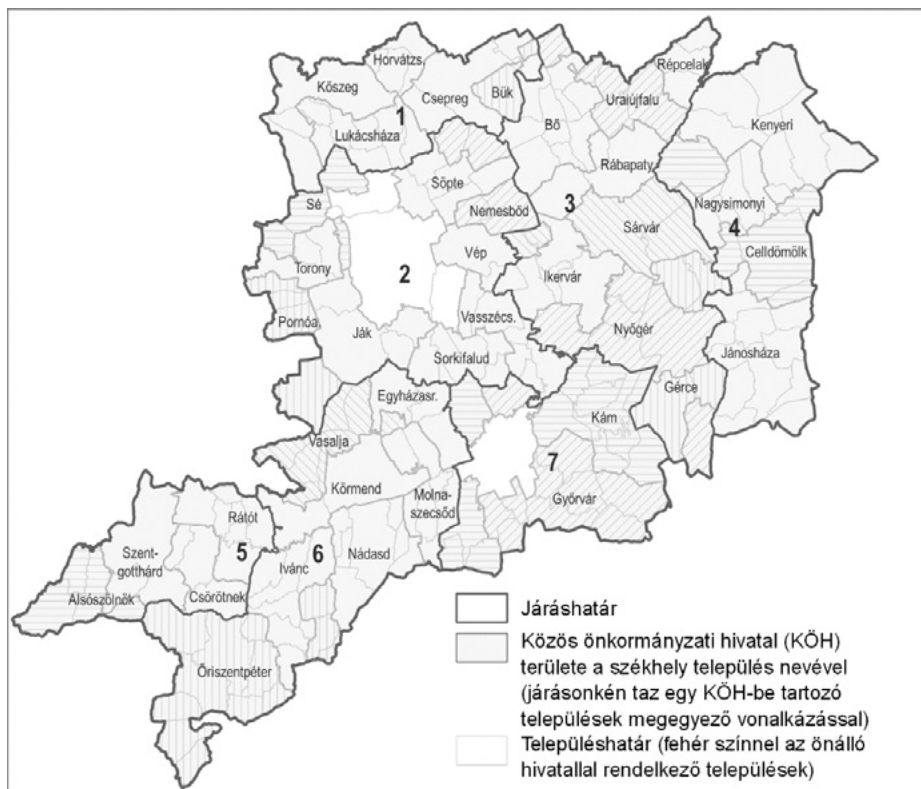 Horvátzs.
Répcelak
Kőszeg
Csepreg
Bük
Uraiújfalu
1
Bő
Kenyeri
Lukácsháza
Rábapaty
Söpte
Sé
Nemesbőd
3
Nagysimonyi
Sárvár
4
Vép
Celldömölk
Torony
2
Ikervár
Pornóa.
Vasszécs.
Ják
Nyőgér
Sorkifalud
Jánosháza
Egyházasr.
Gérce
Kám
Vasalja
7
Körmend
Molna-
szecsőd
Győrvár
Rátót
Szent-
gotthárd
5
6
Nádasd
Ivánc
Alsószölnök
Csörötnek
Őriszentpéter
Járáshatár
Közös önkormányzati hivatal (KÖH)
területe a székhely település nevével
(járásonkén taz egy KÖH-be tartozó
települések megegyező vonalkázással)
Településhatár (fehér színnel az önálló
hivatallal rendelkező települések)